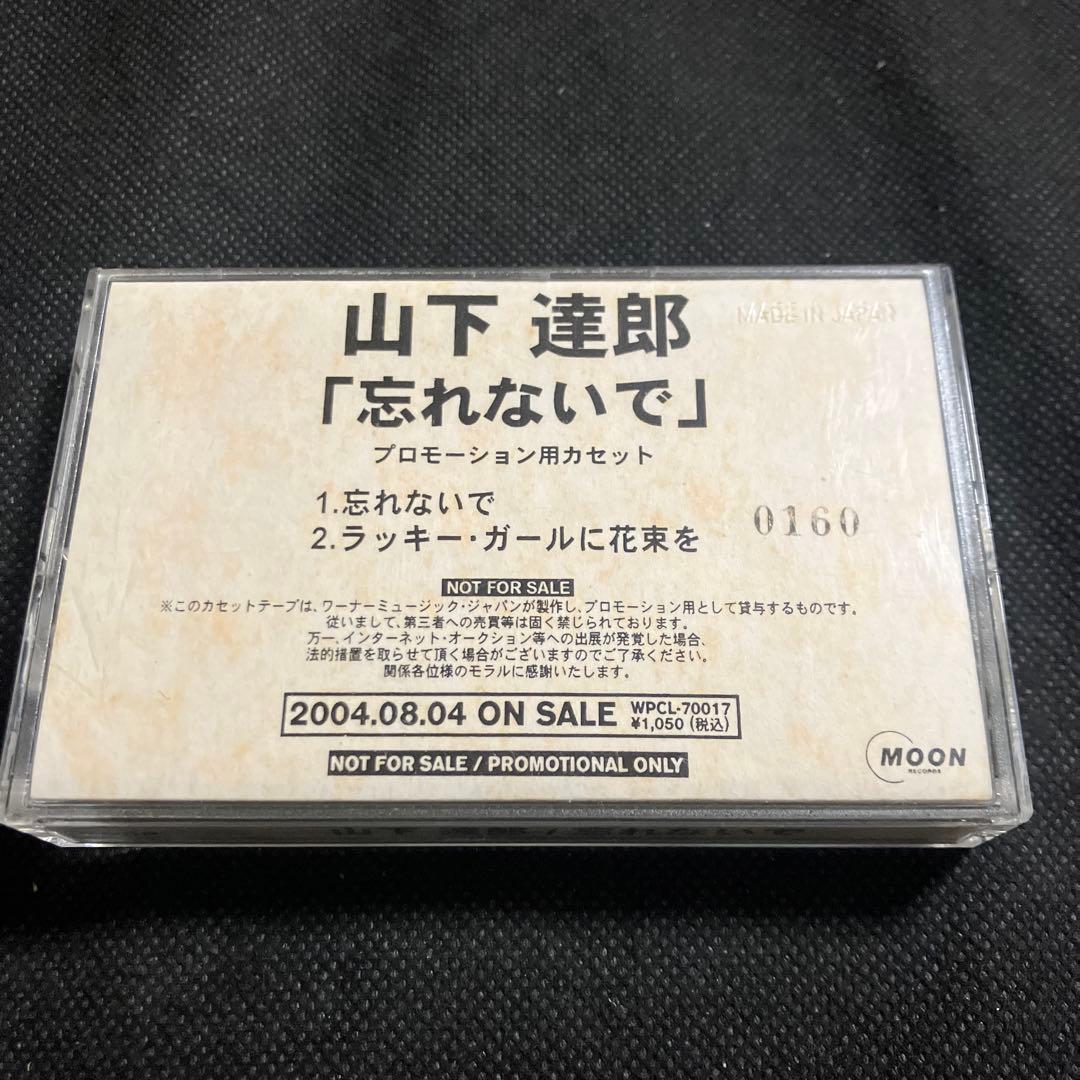 MADE IN JAPAN
山下 達郎
「忘れないで」
プロモーション用カセット
1.忘れないで
2.ラッキー・ガールに花束を
0160
NOT FOR SALE
※このカセットテープは、ワーナーミュージック・ジャパンが製作し、プロモーション用として貸与するものです。
従いまして、第三者への売買等は固く禁じられております。
万一、インターネット・オークション等への出展が発覚した場合、
法的措置を取らせて頂く場合がございますのでご了承ください。
関係各位様のモラルに感謝いたします。
2004.08.04 ON SALE WPCL-70017
¥1,050 (税込)
NOT FOR SALE / PROMOTIONAL ONLY
MOON
RECORDS
山下 達郎/忘れないで